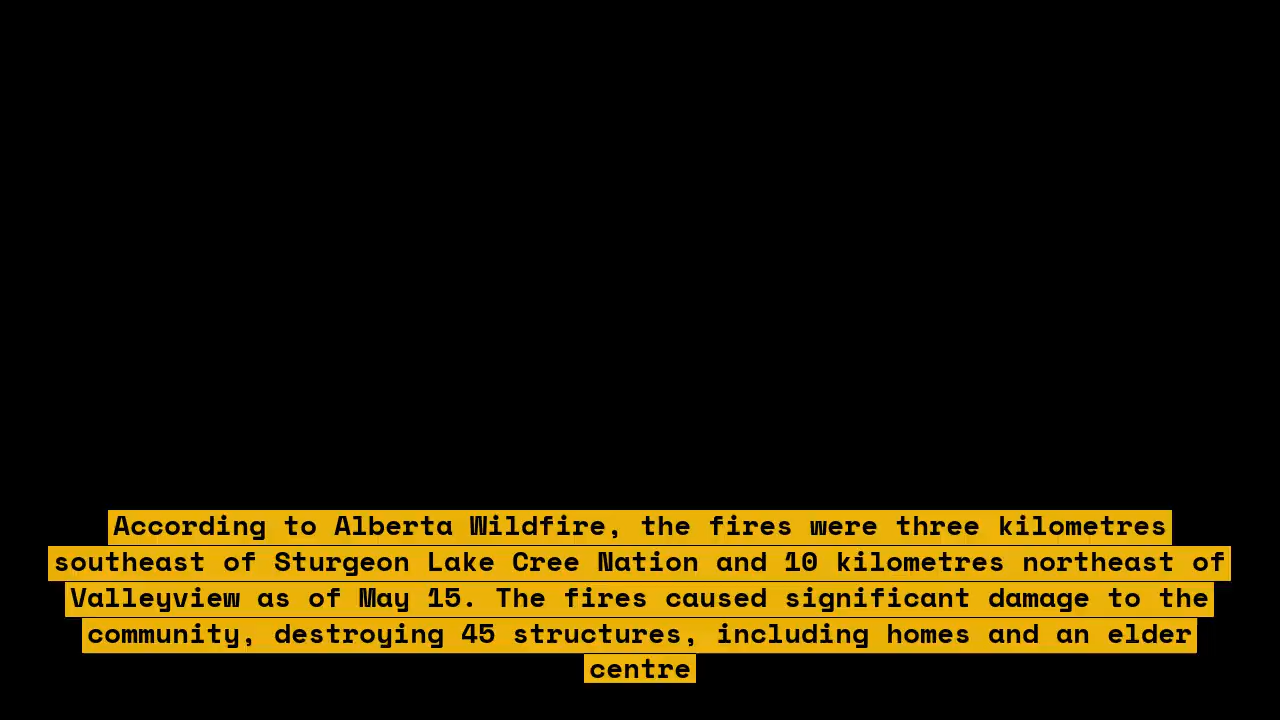 According to Alberta Wildfire, the fires were three kilometres
southeast of Sturgeon Lake Cree Nation and 10 kilometres northeast of
Valleyview as of May 15. The fires caused significant damage to the
community, destroying 45 structures, including homes and an elder
centre